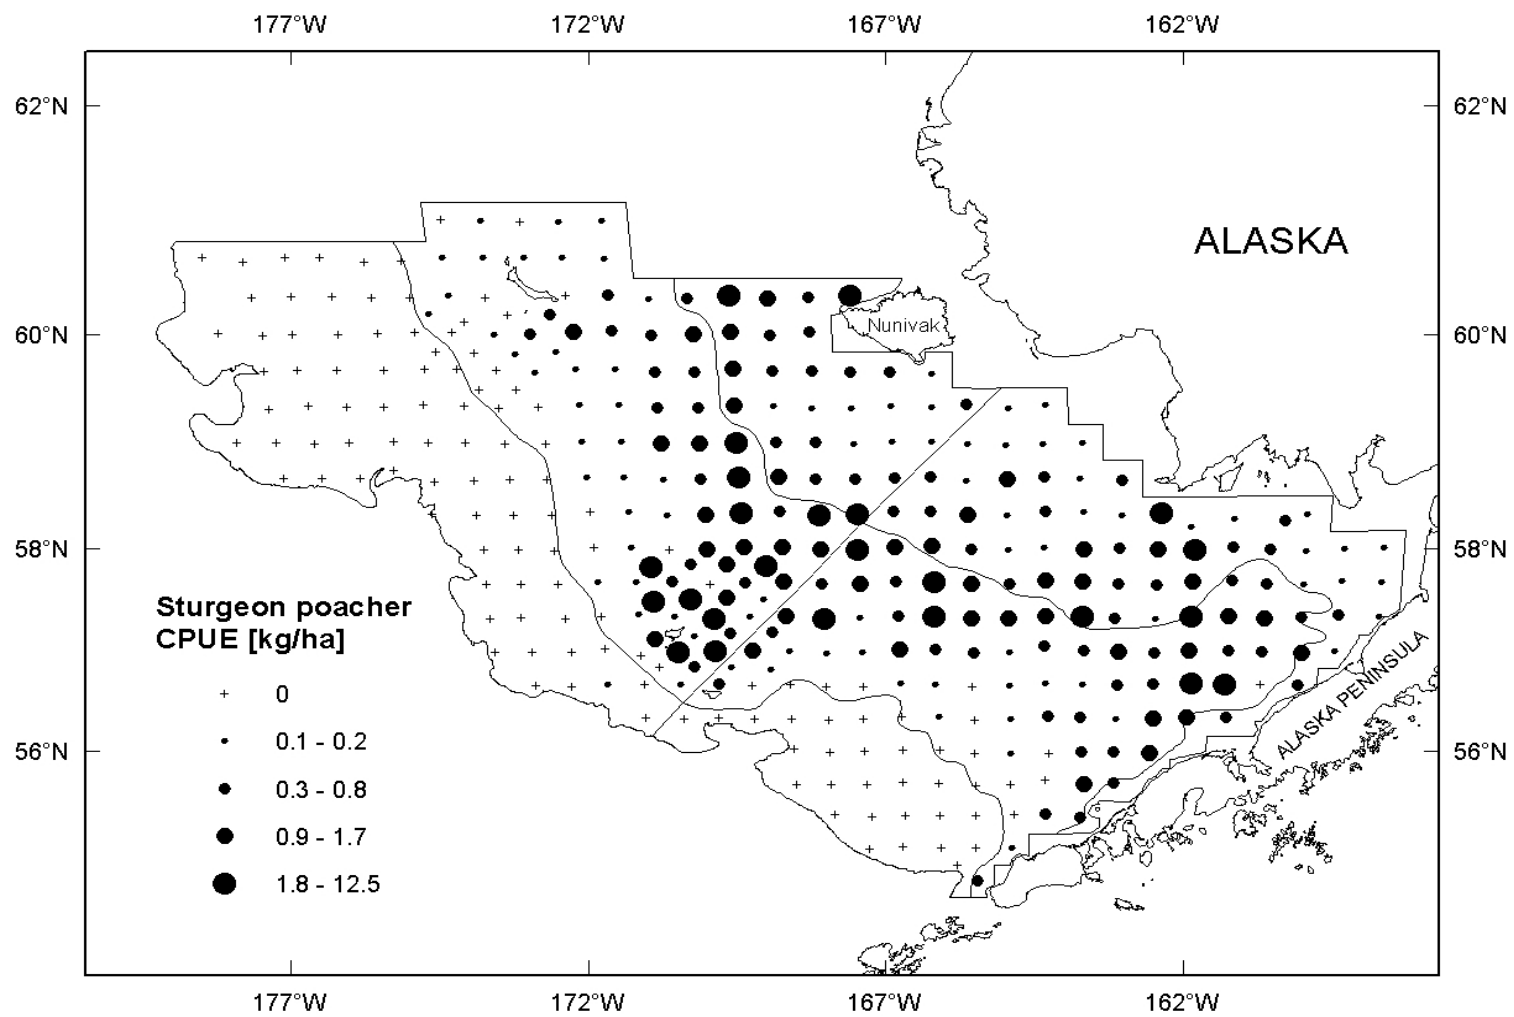 177°W 172°W 167°W 162°W
62°N 62°N
ALASKA
Nunivak
60°N 60°N
58°N 58°N
Sturgeon poacher
CPUE [kg/ha]
0
0.1 - 0.2
0.3 - 0.8
0.9 - 1.7
1.8 - 12.5
ALASKA PENINSULA
56°N 56°N
177°W 172°W 167°W 162°W